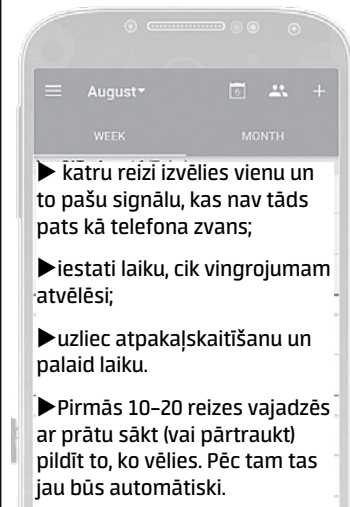 August
6
WEEK
MONTH
▶ katru reizi izvēlies vienu un
to pašu signālu, kas nav tāds
pats kā telefona zvans;
▶iestati laiku, cik vingrojumam
atvēlēsi;
▶uzliec atpakaļskaitīšanu un
palaid laiku.
▶Pirmās 10–20 reizes vajadzēs
ar prātu sākt (vai pārtraukt)
pildīt to, ko vēlies. Pēc tam tas
jau būs automātiski.